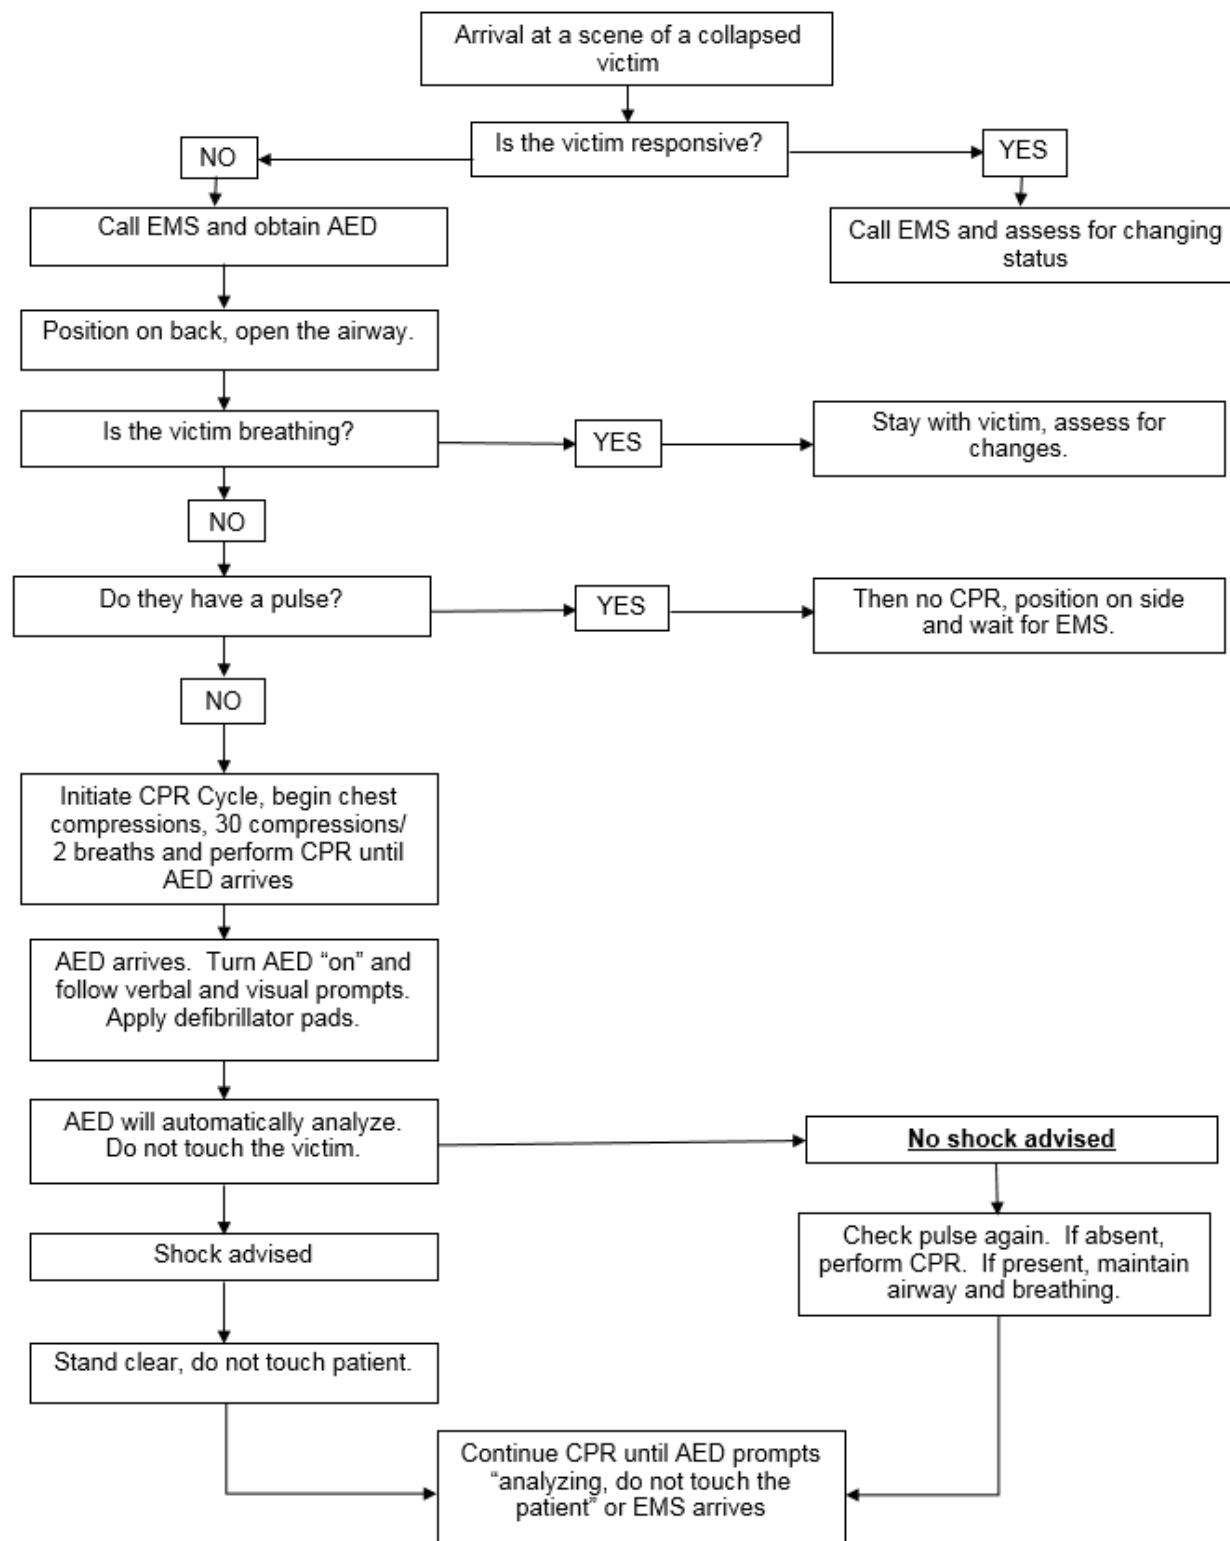 Arrival at a scene of a collapsed
victim
Is the victim responsive?
NO
YES
Call EMS and obtain AED
Call EMS and assess for changing
status
Position on back, open the airway.
Is the victim breathing?
YES
Stay with victim, assess for
changes.
NO
Do they have a pulse?
YES
Then no CPR, position on side
and wait for EMS.
NO
Initiate CPR Cycle, begin chest
compressions, 30 compressions/
2 breaths and perform CPR until
AED arrives
AED arrives.  Turn AED “on” and
follow verbal and visual prompts.
Apply defibrillator pads.
AED will automatically analyze.
Do not touch the victim.
No shock advised
Shock advised
Check pulse again.  If absent,
perform CPR.  If present, maintain
airway and breathing.
Stand clear, do not touch patient.
Continue CPR until AED prompts
“analyzing, do not touch the
patient” or EMS arrives